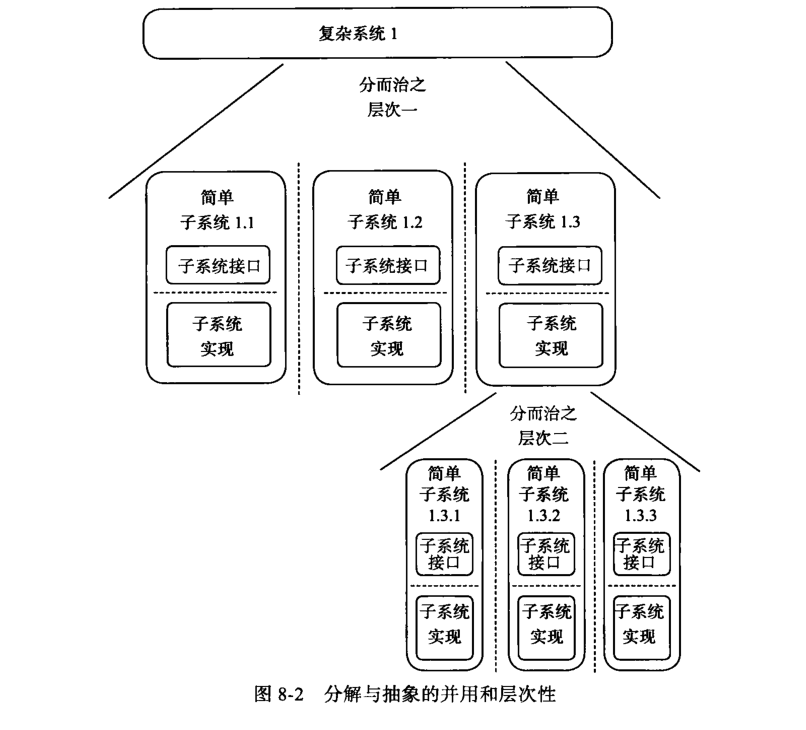 复杂系统 1
分而治之
层次一
简单
子系统 1.1
子系统接口
子系统
实现
简单
子系统 1.2
子系统接口
子系统
实现
简单
子系统 1.3
子系统接口
子系统
实现
分而治之
层次二
简单
子系统
1.3.1
子系统
接口
子系统
实现
简单
子系统
1.3.2
子系统
接口
子系统
实现
简单
子系统
1.3.3
子系统
接口
子系统
实现
图 8-2 分解与抽象的并用和层次性